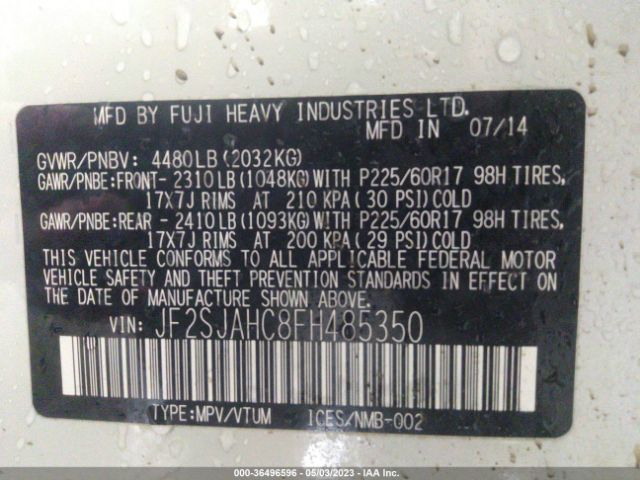 MFD BY FUJI HEAVY INDUSTRIES LTD.
MFD IN 07/14
GVWR/PNBV: 4480LB(2032KG)
GAWR/PNBE:FRONT-2310LB(1048KG)WITH P225/60R17 98H TIRES,
17X7J RIMS AT 210 KPA(30 PSI)COLD
GAWR/PNBE:REAR -2410LB(1093KG)WITH P225/60R17 98H TIRES,
17X7J RIMS AT 200 KPA(29 PSI)COLD
THIS VEHICLE CONFORMS TO ALL APPLICABLE FEDERAL MOTOR
VEHICLE SAFETY AND THEFT PREVENTION STANDARDS IN EFFECT ON
THE DATE OF MANUFACTURE SHOWN ABOVE.
VIN: JF2SJAHC8FH485350
TYPE:MPV/VTUM ICES/NMB-002
000-36496596 - 05/03/2023 - IAA Inc.